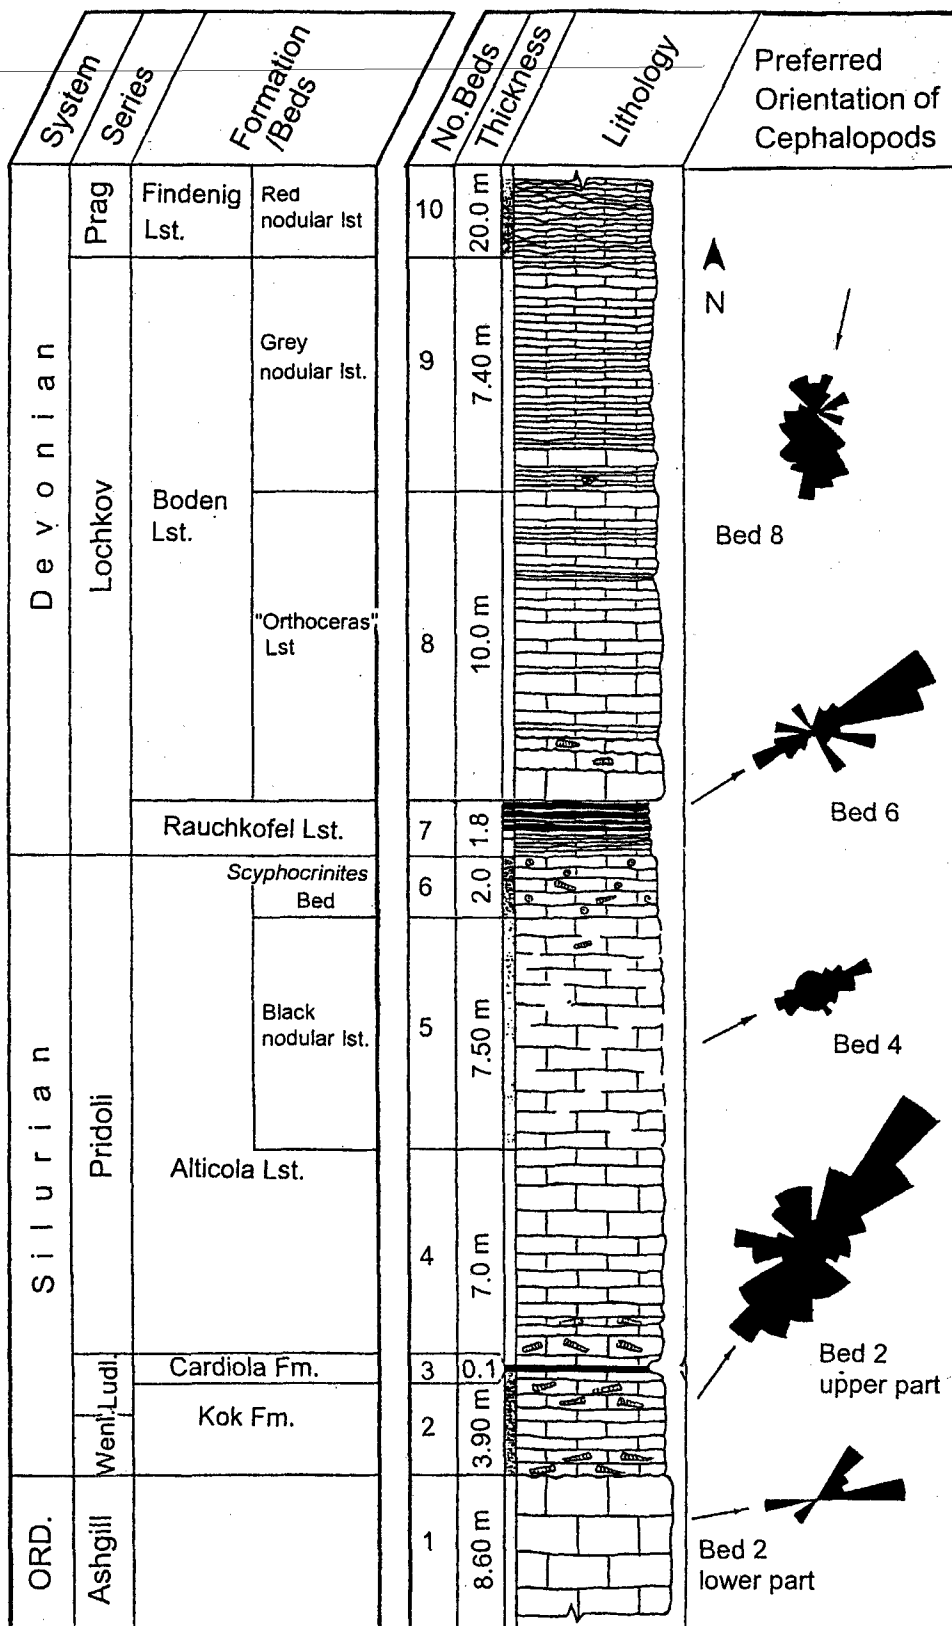 System
Series
Formation
/Beds
No.Beds
Thickness
Lithology
Preferred
Orientation of
Cephalopods
Devonian
Prag
Findenig
Lst.
Red
nodular lst
10
20.0 m
N
Lochkov
Boden
Lst.
Grey
nodular lst.
9
7.40 m
Bed 8
"Orthoceras"
Lst
8
10.0 m
Bed 6
Rauchkofel Lst.
7
1.8
Silurian
Pridoli
Scyphocrinites
Bed
6
2.0
Black
nodular lst.
5
7.50 m
Bed 4
Alticola Lst.
4
7.0 m
Bed 2
upper part
Ludl.
Cardiola Fm.
3
0.1
Wenl.
Kok Fm.
2
3.90 m
ORD.
Ashgill
1
8.60 m
Bed 2
lower part